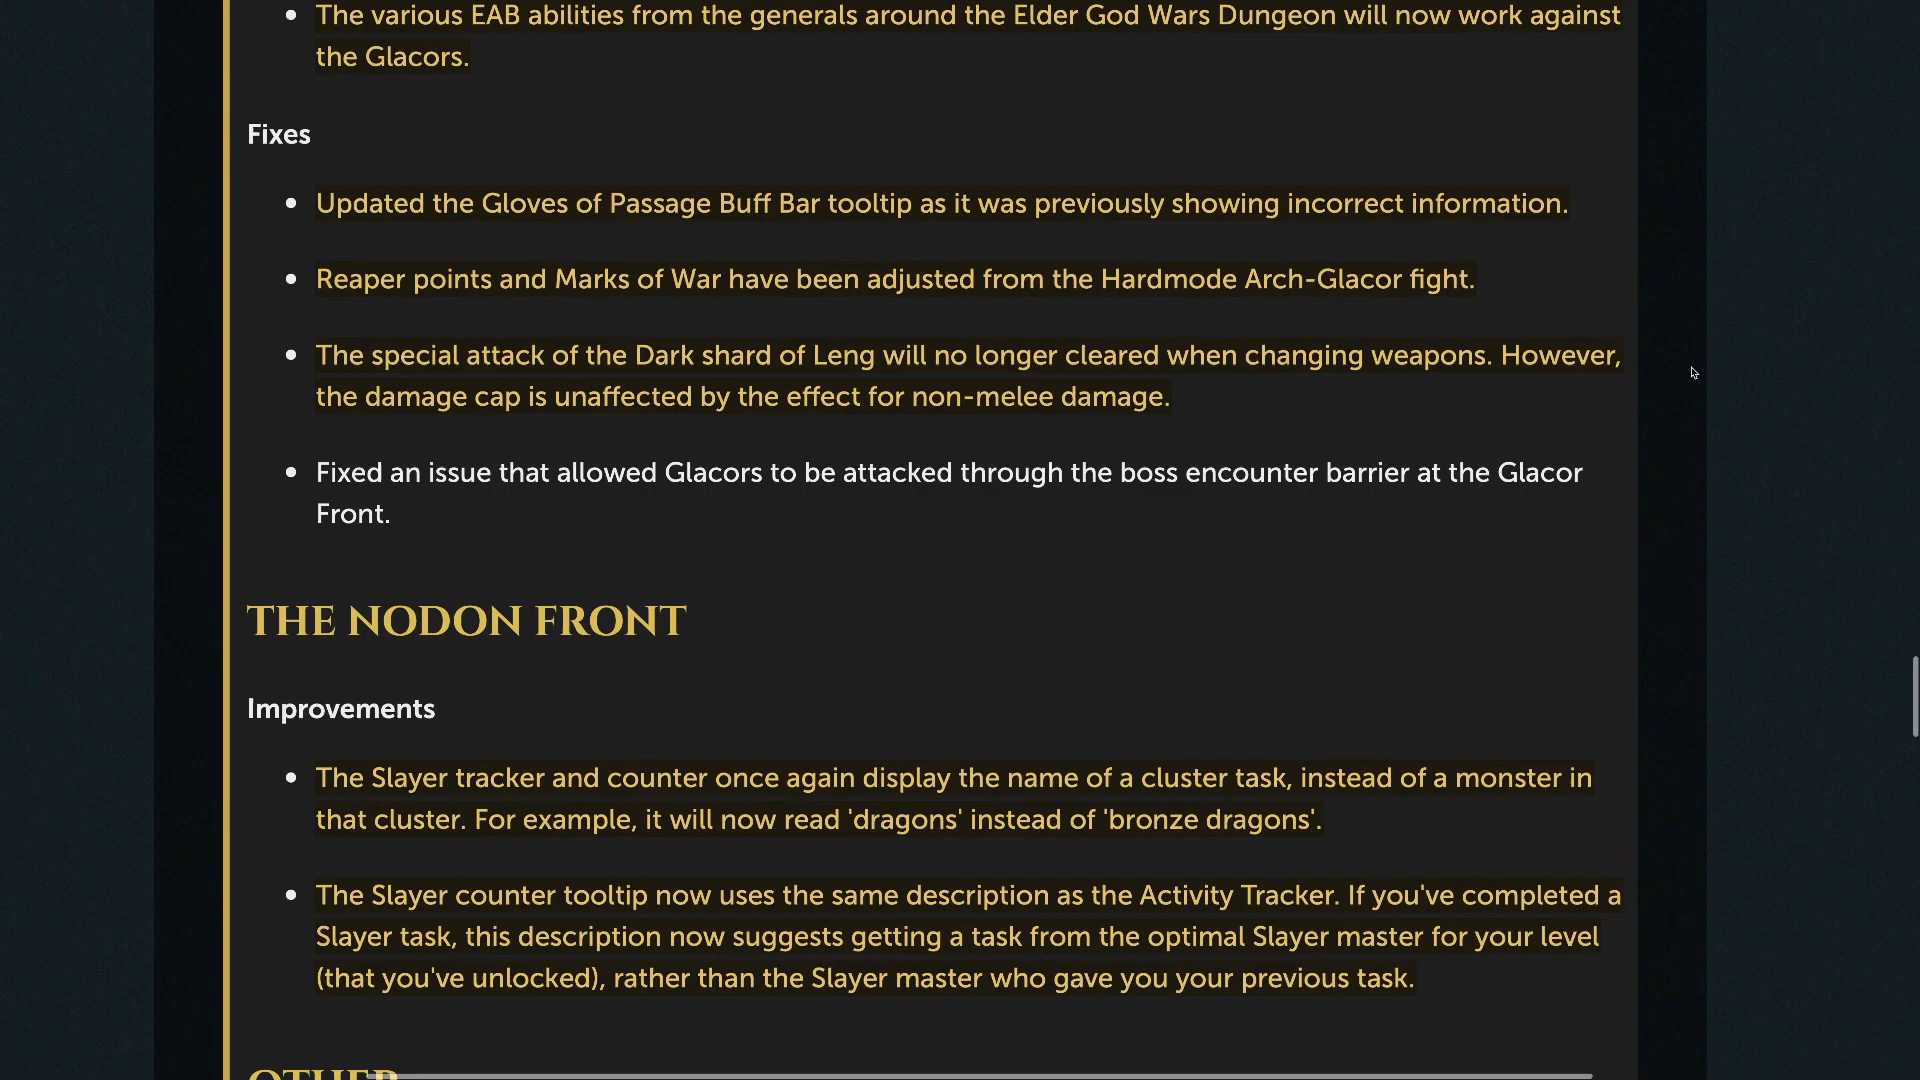 The various EAB abilities from the generals around the Elder God Wars Dungeon will now work against
the Glacors.
Fixes
Updated the Gloves of Passage Buff Bar tooltip as it was previously showing incorrect information.
Reaper points and Marks of War have been adjusted from the Hardmode Arch-Glacor fight.
The special attack of the Dark shard of Leng will no longer cleared when changing weapons. However,
the damage cap is unaffected by the effect for non-melee damage.
Fixed an issue that allowed Glacors to be attacked through the boss encounter barrier at the Glacor
Front.
THE NODON FRONT
Improvements
The Slayer tracker and counter once again display the name of a cluster task, instead of a monster in
that cluster. For example, it will now read 'dragons' instead of 'bronze dragons'.
The Slayer counter tooltip now uses the same description as the Activity Tracker. If you've completed a
Slayer task, this description now suggests getting a task from the optimal Slayer master for your level
(that you've unlocked), rather than the Slayer master who gave you your previous task.
OTHER